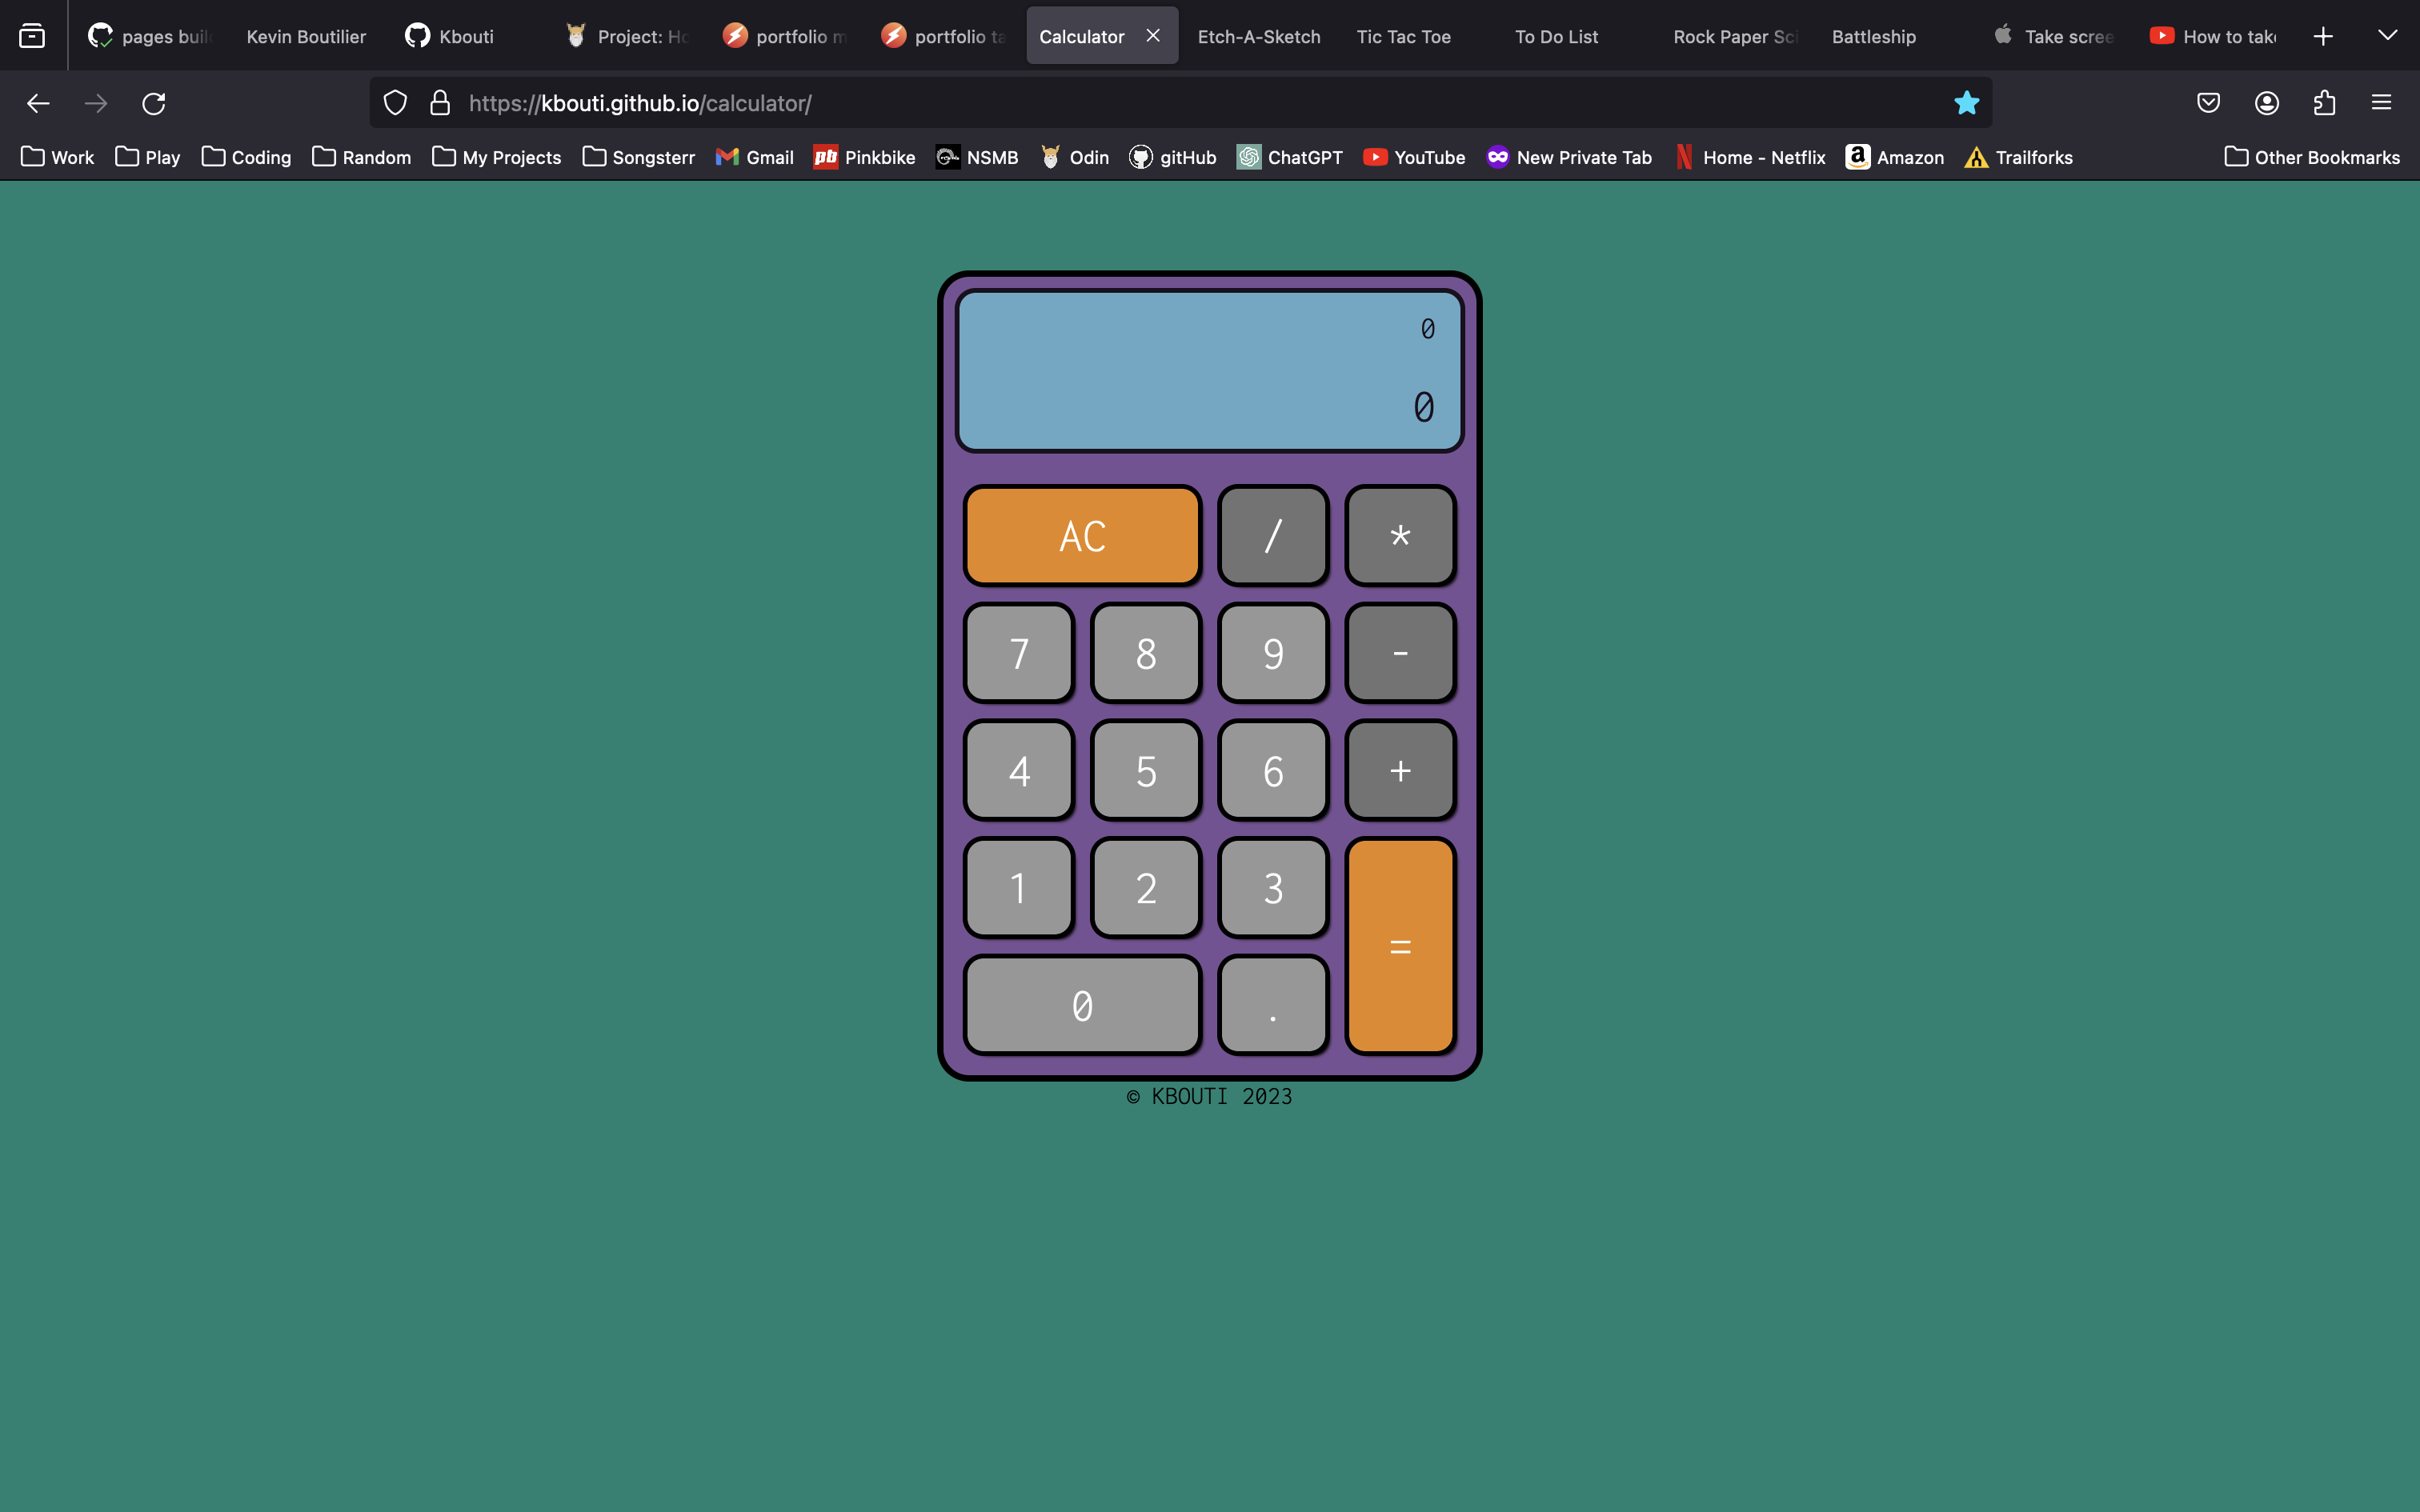 pages buil Kevin Boutilier Kbouti Project: Ho portfolio m portfolio ta Calculator Etch-A-Sketch Tic Tac Toe To Do List Rock Paper Sci Battleship Take scree How to take
https://kbouti.github.io/calculator/
Work Play Coding Random My Projects Songsterr Gmail pb Pinkbike NSMB Odin gitHub ChatGPT YouTube New Private Tab Home - Netflix a Amazon Trailforks Other Bookmarks
0
0
AC / *
7 8 9 -
4 5 6 +
1 2 3
=
0 .
© KBOUTI 2023